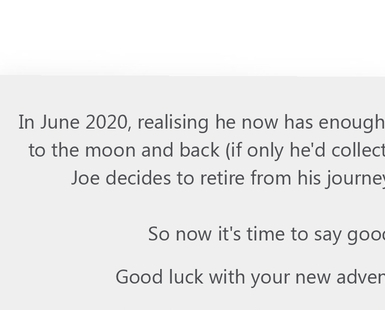 In June 2020, realising he now has enough
to the moon and back (if only he'd collect
Joe decides to retire from his journey
So now it's time to say good
Good luck with your new adven